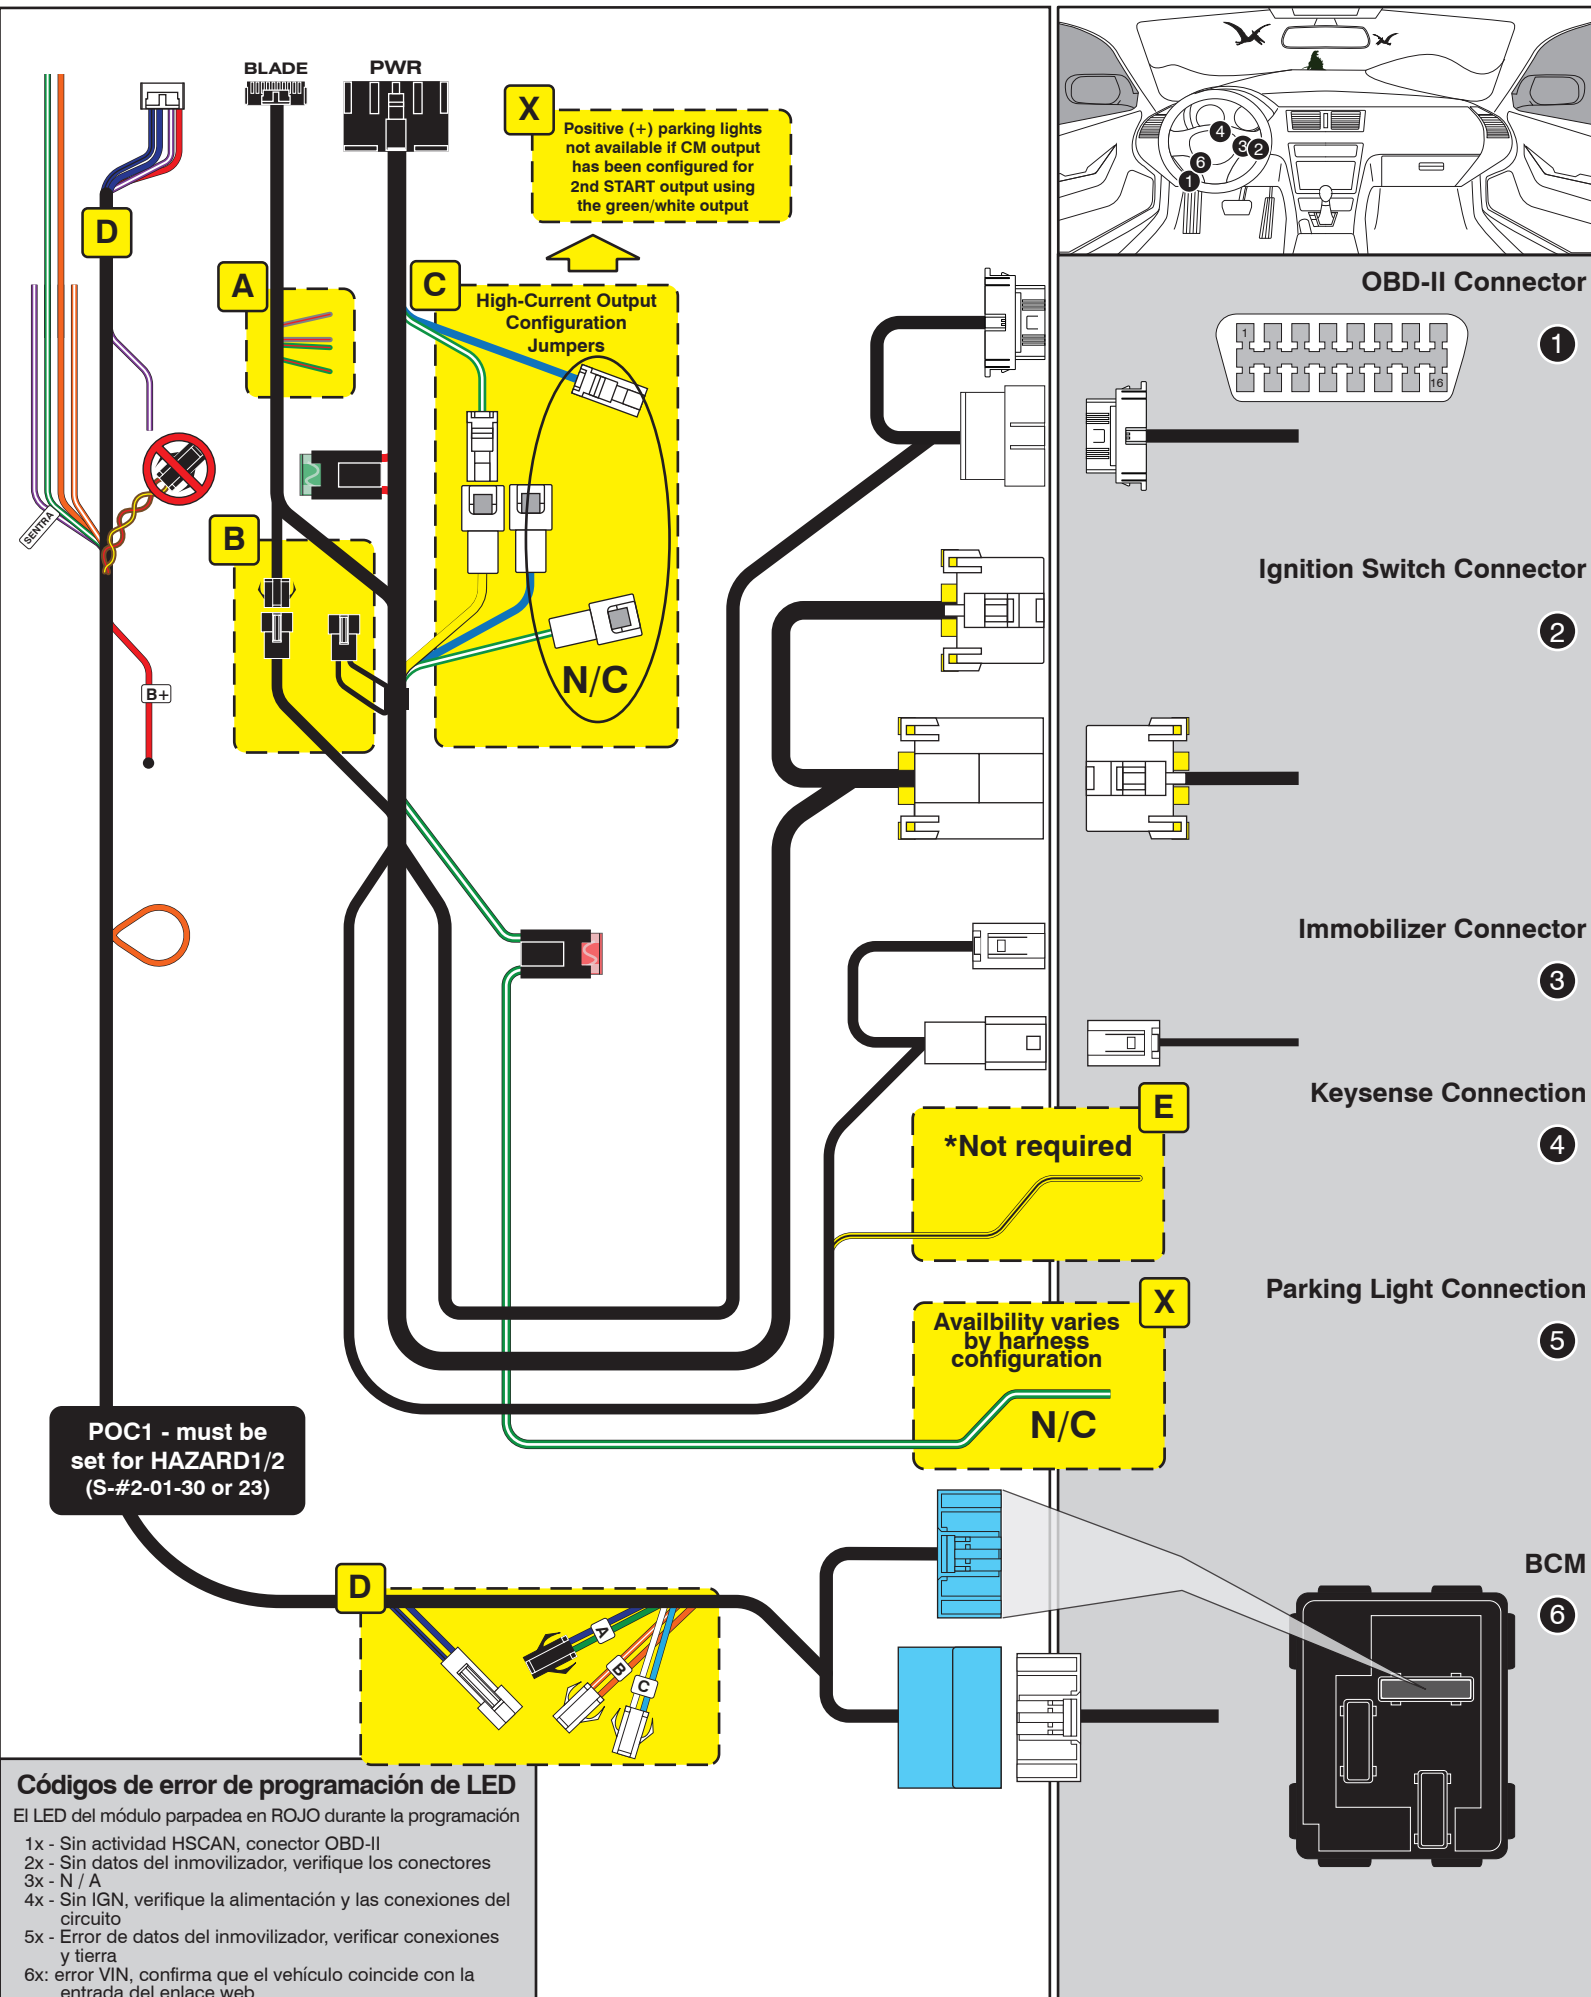 BLADE
PWR
X
Positive (+) parking lights
not available if CM output
has been configured for
2nd START output using
the green/white output
D
A
C
High-Current Output
Configuration
Jumpers
SENTRA
B
N/C
B+
4
3
2
6
1
OBD-II Connector
1
1
16
Ignition Switch Connector
2
Immobilizer Connector
3
Keysense Connection
4
E
*Not required
Parking Light Connection
5
X
Availbility varies
by harness
configuration
N/C
POC1 - must be
set for HAZARD1/2
(S-#2-01-30 or 23)
D
A
B
C
BCM
6
Códigos de error de programación de LED
El LED del módulo parpadea en ROJO durante la programación
1x - Sin actividad HSCAN, conector OBD-II
2x - Sin datos del inmovilizador, verifique los conectores
3x - N / A
4x - Sin IGN, verifique la alimentación y las conexiones del
circuito
5x - Error de datos del inmovilizador, verificar conexiones
y tierra
6x: error VIN, confirma que el vehículo coincide con la
entrada del enlace web